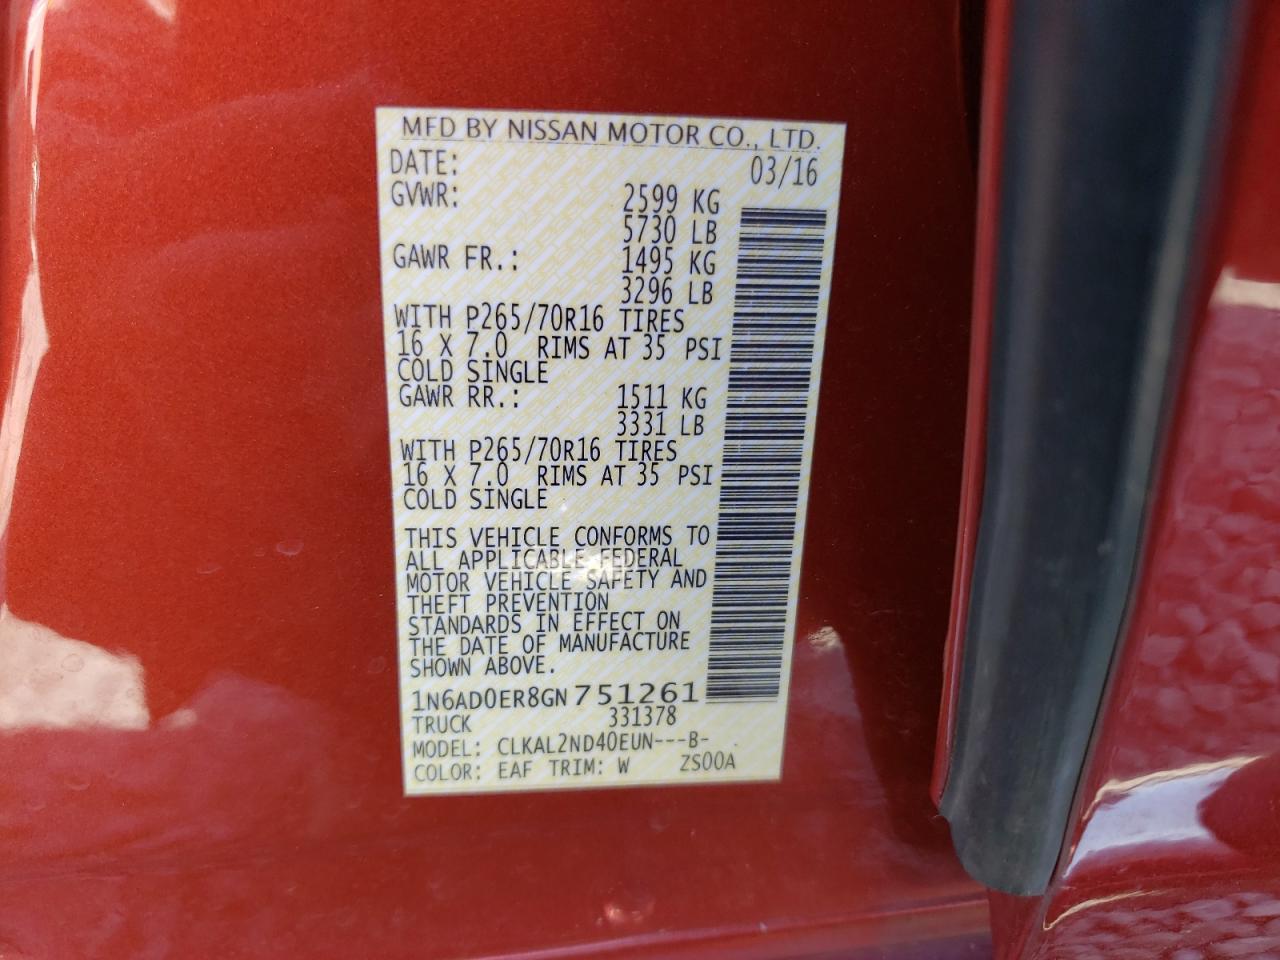 MFD BY NISSAN MOTOR CO., LTD.
DATE: 03/16
GVWR: 2599 KG
5730 LB
GAWR FR.: 1495 KG
3296 LB
WITH P265/70R16 TIRES
16 X 7.0 RIMS AT 35 PSI
COLD SINGLE
GAWR RR.: 1511 KG
3331 LB
WITH P265/70R16 TIRES
16 X 7.0 RIMS AT 35 PSI
COLD SINGLE
THIS VEHICLE CONFORMS TO
ALL APPLICABLE FEDERAL
MOTOR VEHICLE SAFETY AND
THEFT PREVENTION
STANDARDS IN EFFECT ON
THE DATE OF MANUFACTURE
SHOWN ABOVE.
1N6AD0ER8GN751261
TRUCK 331378
MODEL: CLKAL2ND40EUN---B-
COLOR: EAF TRIM: W ZS00A